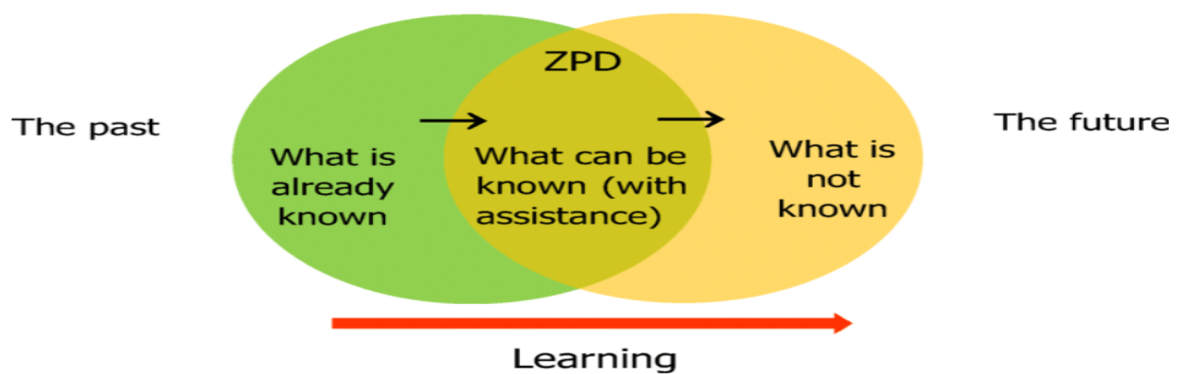 ZPD
The past
What is
already
known
What can be
known (with
assistance)
What is
not
known
The future
Learning